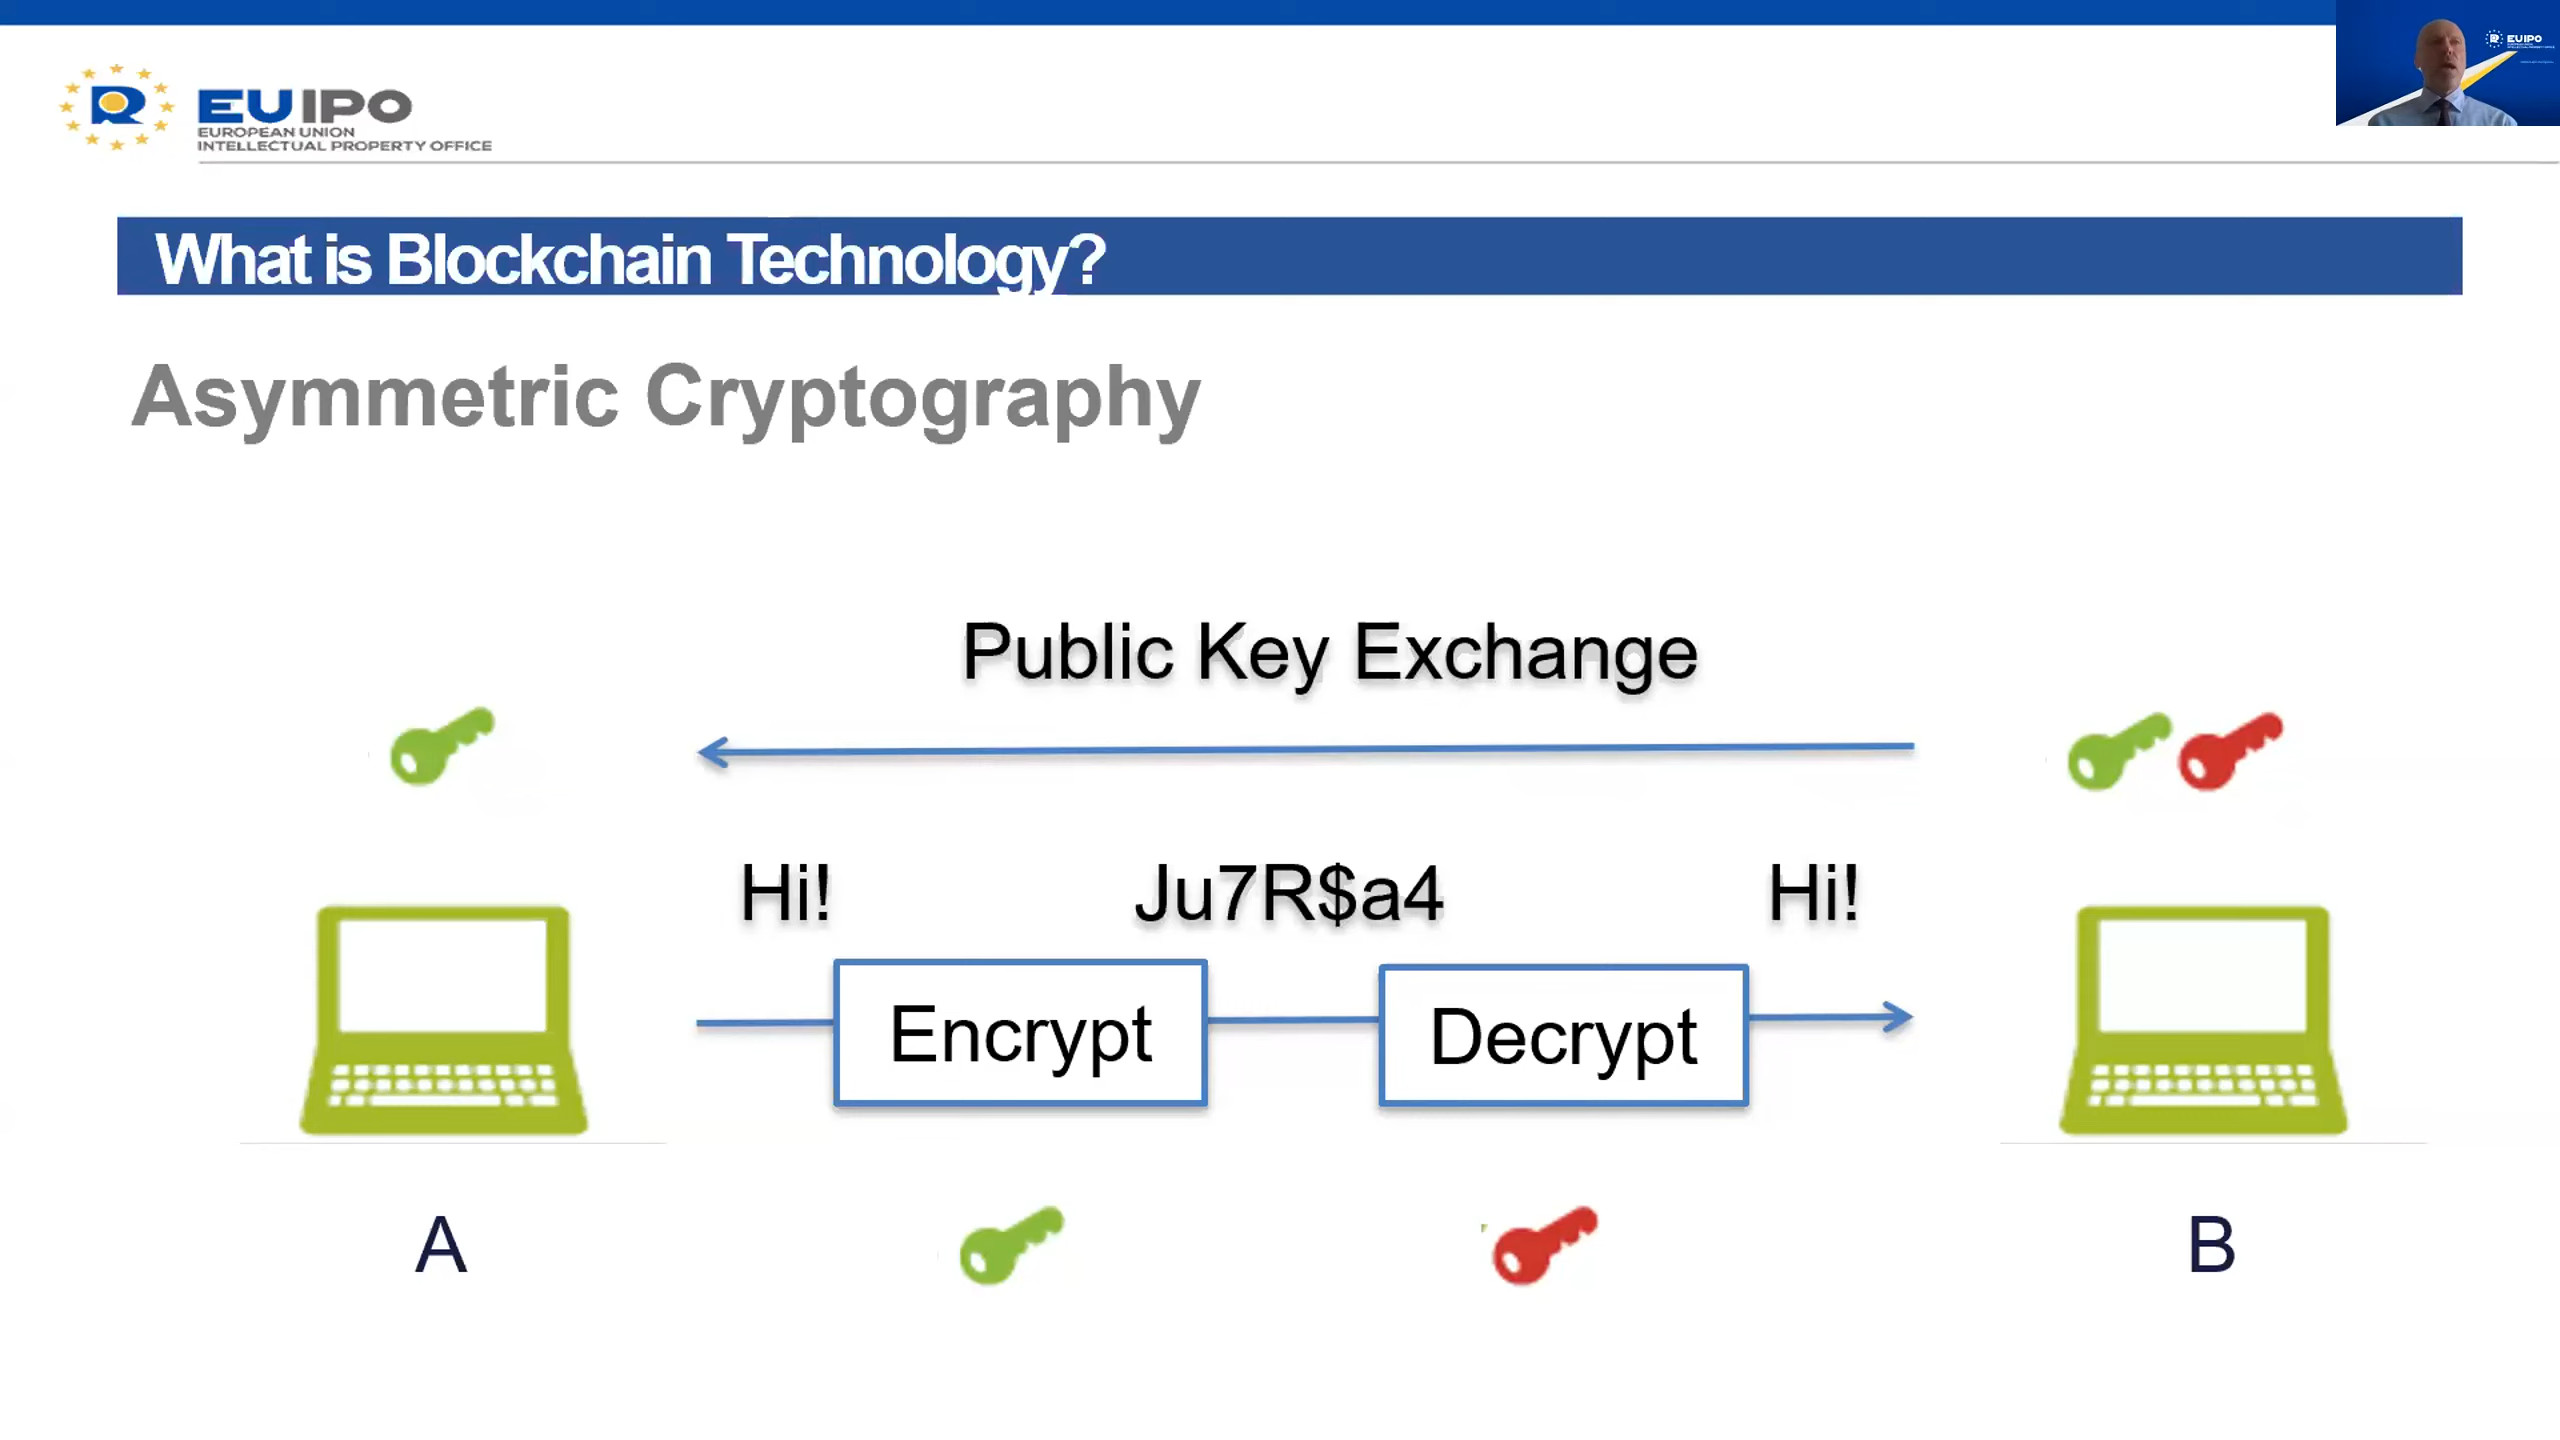 EUIPO
EUROPEAN UNION
INTELLECTUAL PROPERTY OFFICE
EUIPO
What is Blockchain Technology?
Asymmetric Cryptography
Public Key Exchange
Hi! Ju7R$a4 Hi!
Encrypt Decrypt
A B